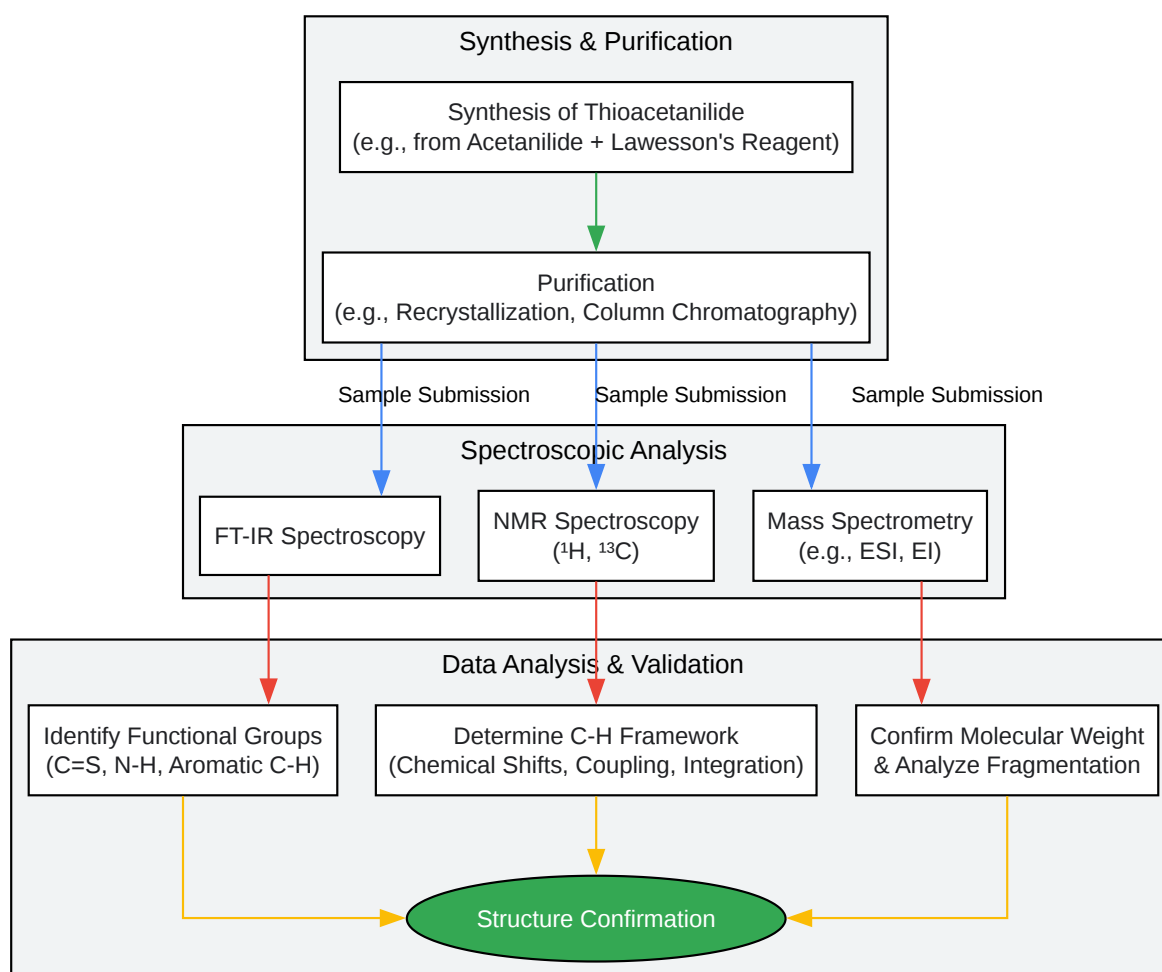 Synthesis & Purification
Synthesis of Thioacetanilide
(e.g., from Acetanilide + Lawesson's Reagent)
Purification
(e.g., Recrystallization, Column Chromatography)
Sample Submission
Sample Submission
Sample Submission
Spectroscopic Analysis
FT-IR Spectroscopy
NMR Spectroscopy
(¹H, ¹³C)
Mass Spectrometry
(e.g., ESI, EI)
Data Analysis & Validation
Identify Functional Groups
(C=S, N-H, Aromatic C-H)
Determine C-H Framework
(Chemical Shifts, Coupling, Integration)
Confirm Molecular Weight
& Analyze Fragmentation
Structure Confirmation